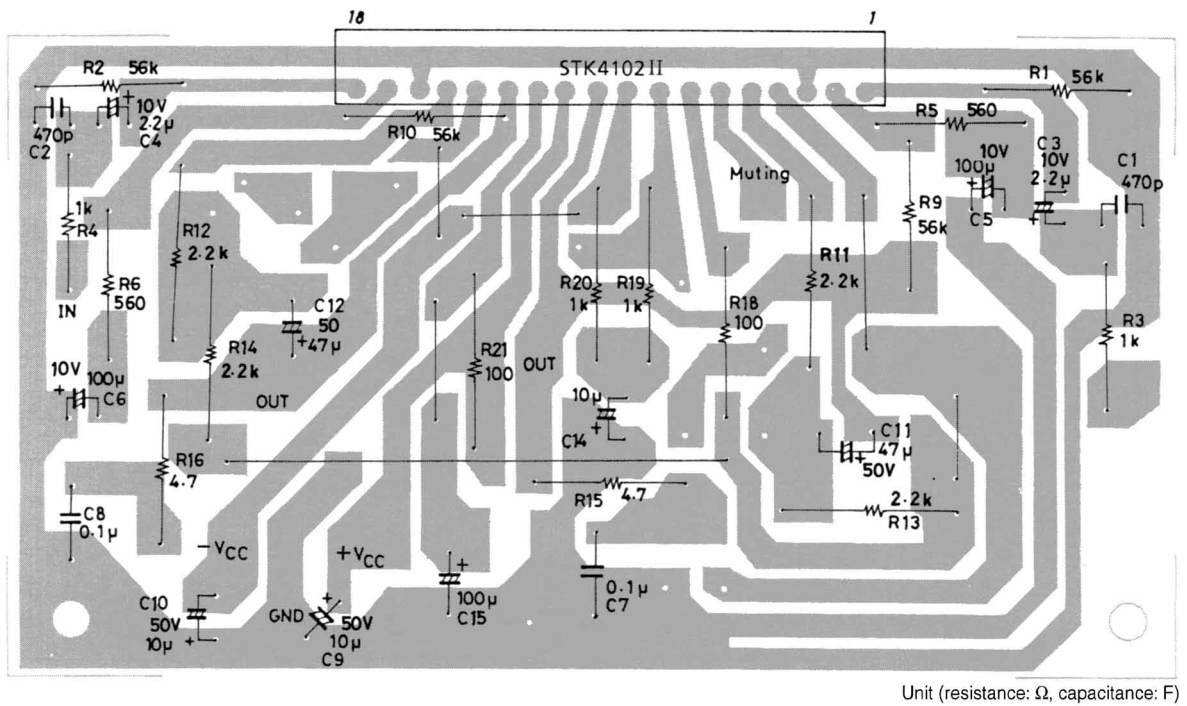 18
1
STK4102II
R2
56k
10V
2.2μ
C4
470p
C2
R10
56k
R1
56k
R5
560
C3
10V
2.2μ
10V
100μ
C5
C1
470p
Muting
1k
R4
R12
2.2k
R9
56k
R11
2.2k
R6
560
IN
R20
1k
R19
1k
R18
100
C12
50
47μ
R3
1k
R14
2.2k
R21
100
OUT
10V
100μ
C6
OUT
10μ
C14
C11
47μ
50V
R16
4.7
R15
4.7
2.2k
R13
C8
0.1μ
-VCC
+VCC
C10
50V
10μ
GND
50V
10μ
C9
100μ
C15
0.1μ
C7
Unit (resistance: Ω, capacitance: F)